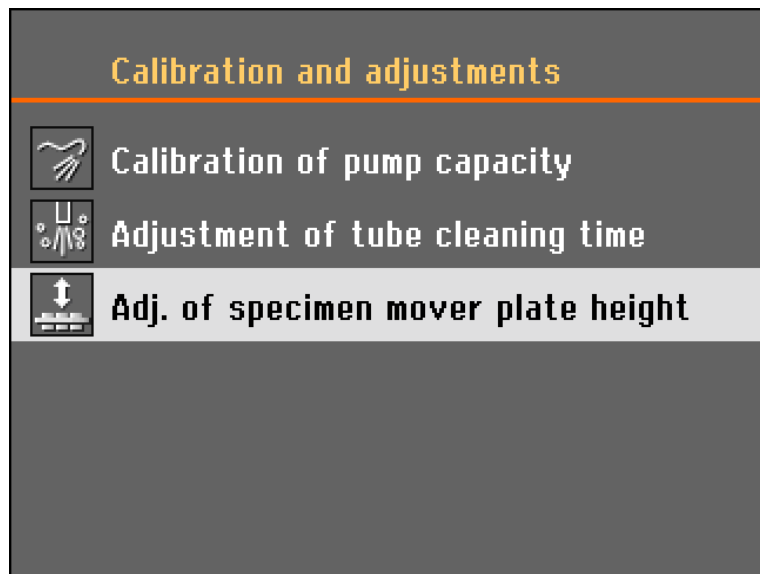 Calibration and adjustments
Calibration of pump capacity
Adjustment of tube cleaning time
Adj. of specimen mover plate height